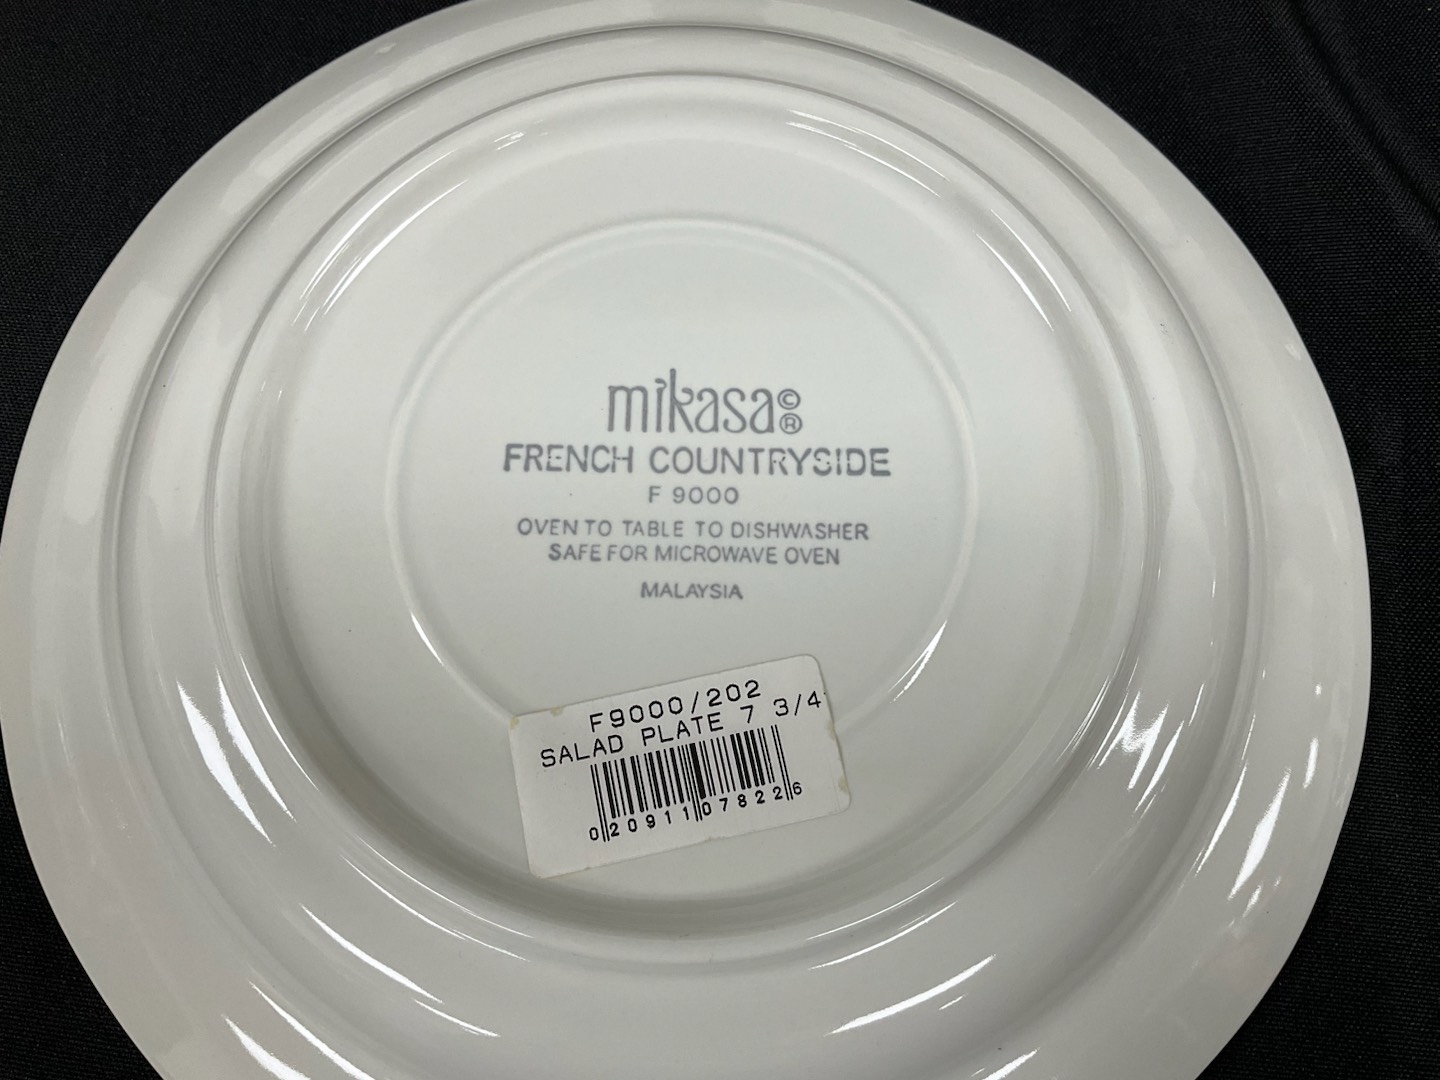 mikasa©®
FRENCH COUNTRYSIDE
F 9000
OVEN TO TABLE TO DISHWASHER
SAFE FOR MICROWAVE OVEN
MALAYSIA
F9000/202
SALAD PLATE 7 3/4
0 20911 07822 6